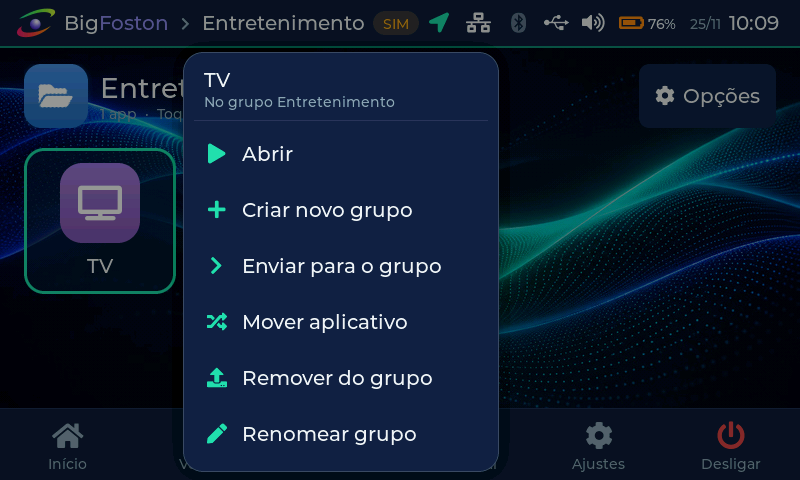 BigFoston > Entretenimento SIM 76% 25/11 10:09
TV
No grupo Entretenimento
Opções
1 app · Toq
TV
Abrir
Criar novo grupo
Enviar para o grupo
Mover aplicativo
Remover do grupo
Renomear grupo
Início
Ajustes
Desligar